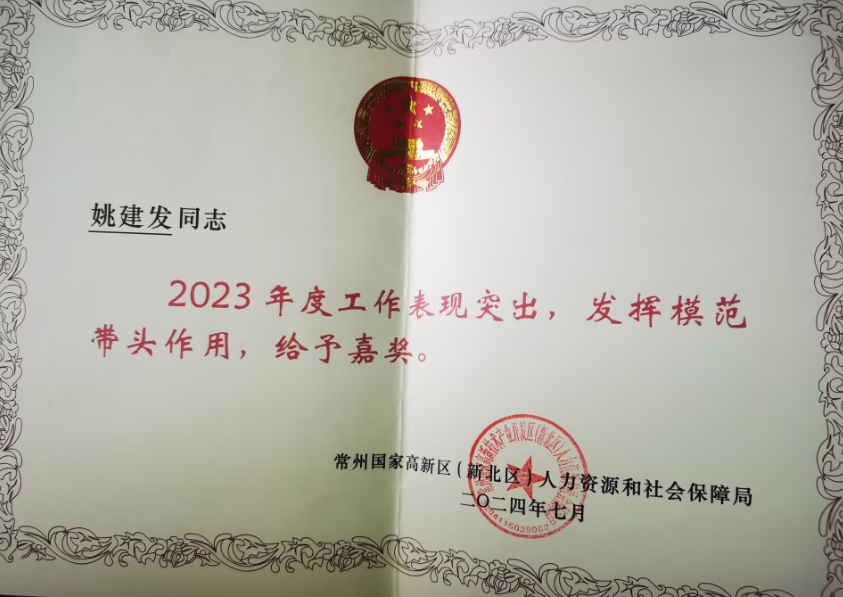 姚建发同志
2023年度工作表现突出，发挥模范
带头作用，给予嘉奖。
常州国家高新区（新北区）人力资源和社会保障局
二〇二四年七月